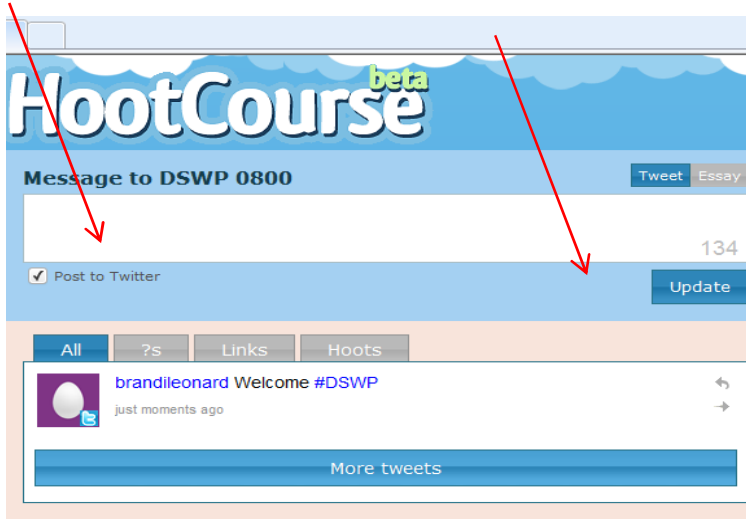 HootCourse beta
Message to DSWP 0800
Tweet Essay
134
Post to Twitter
Update
All ?s Links Hoots
brandileonard Welcome #DSWP
just moments ago
More tweets